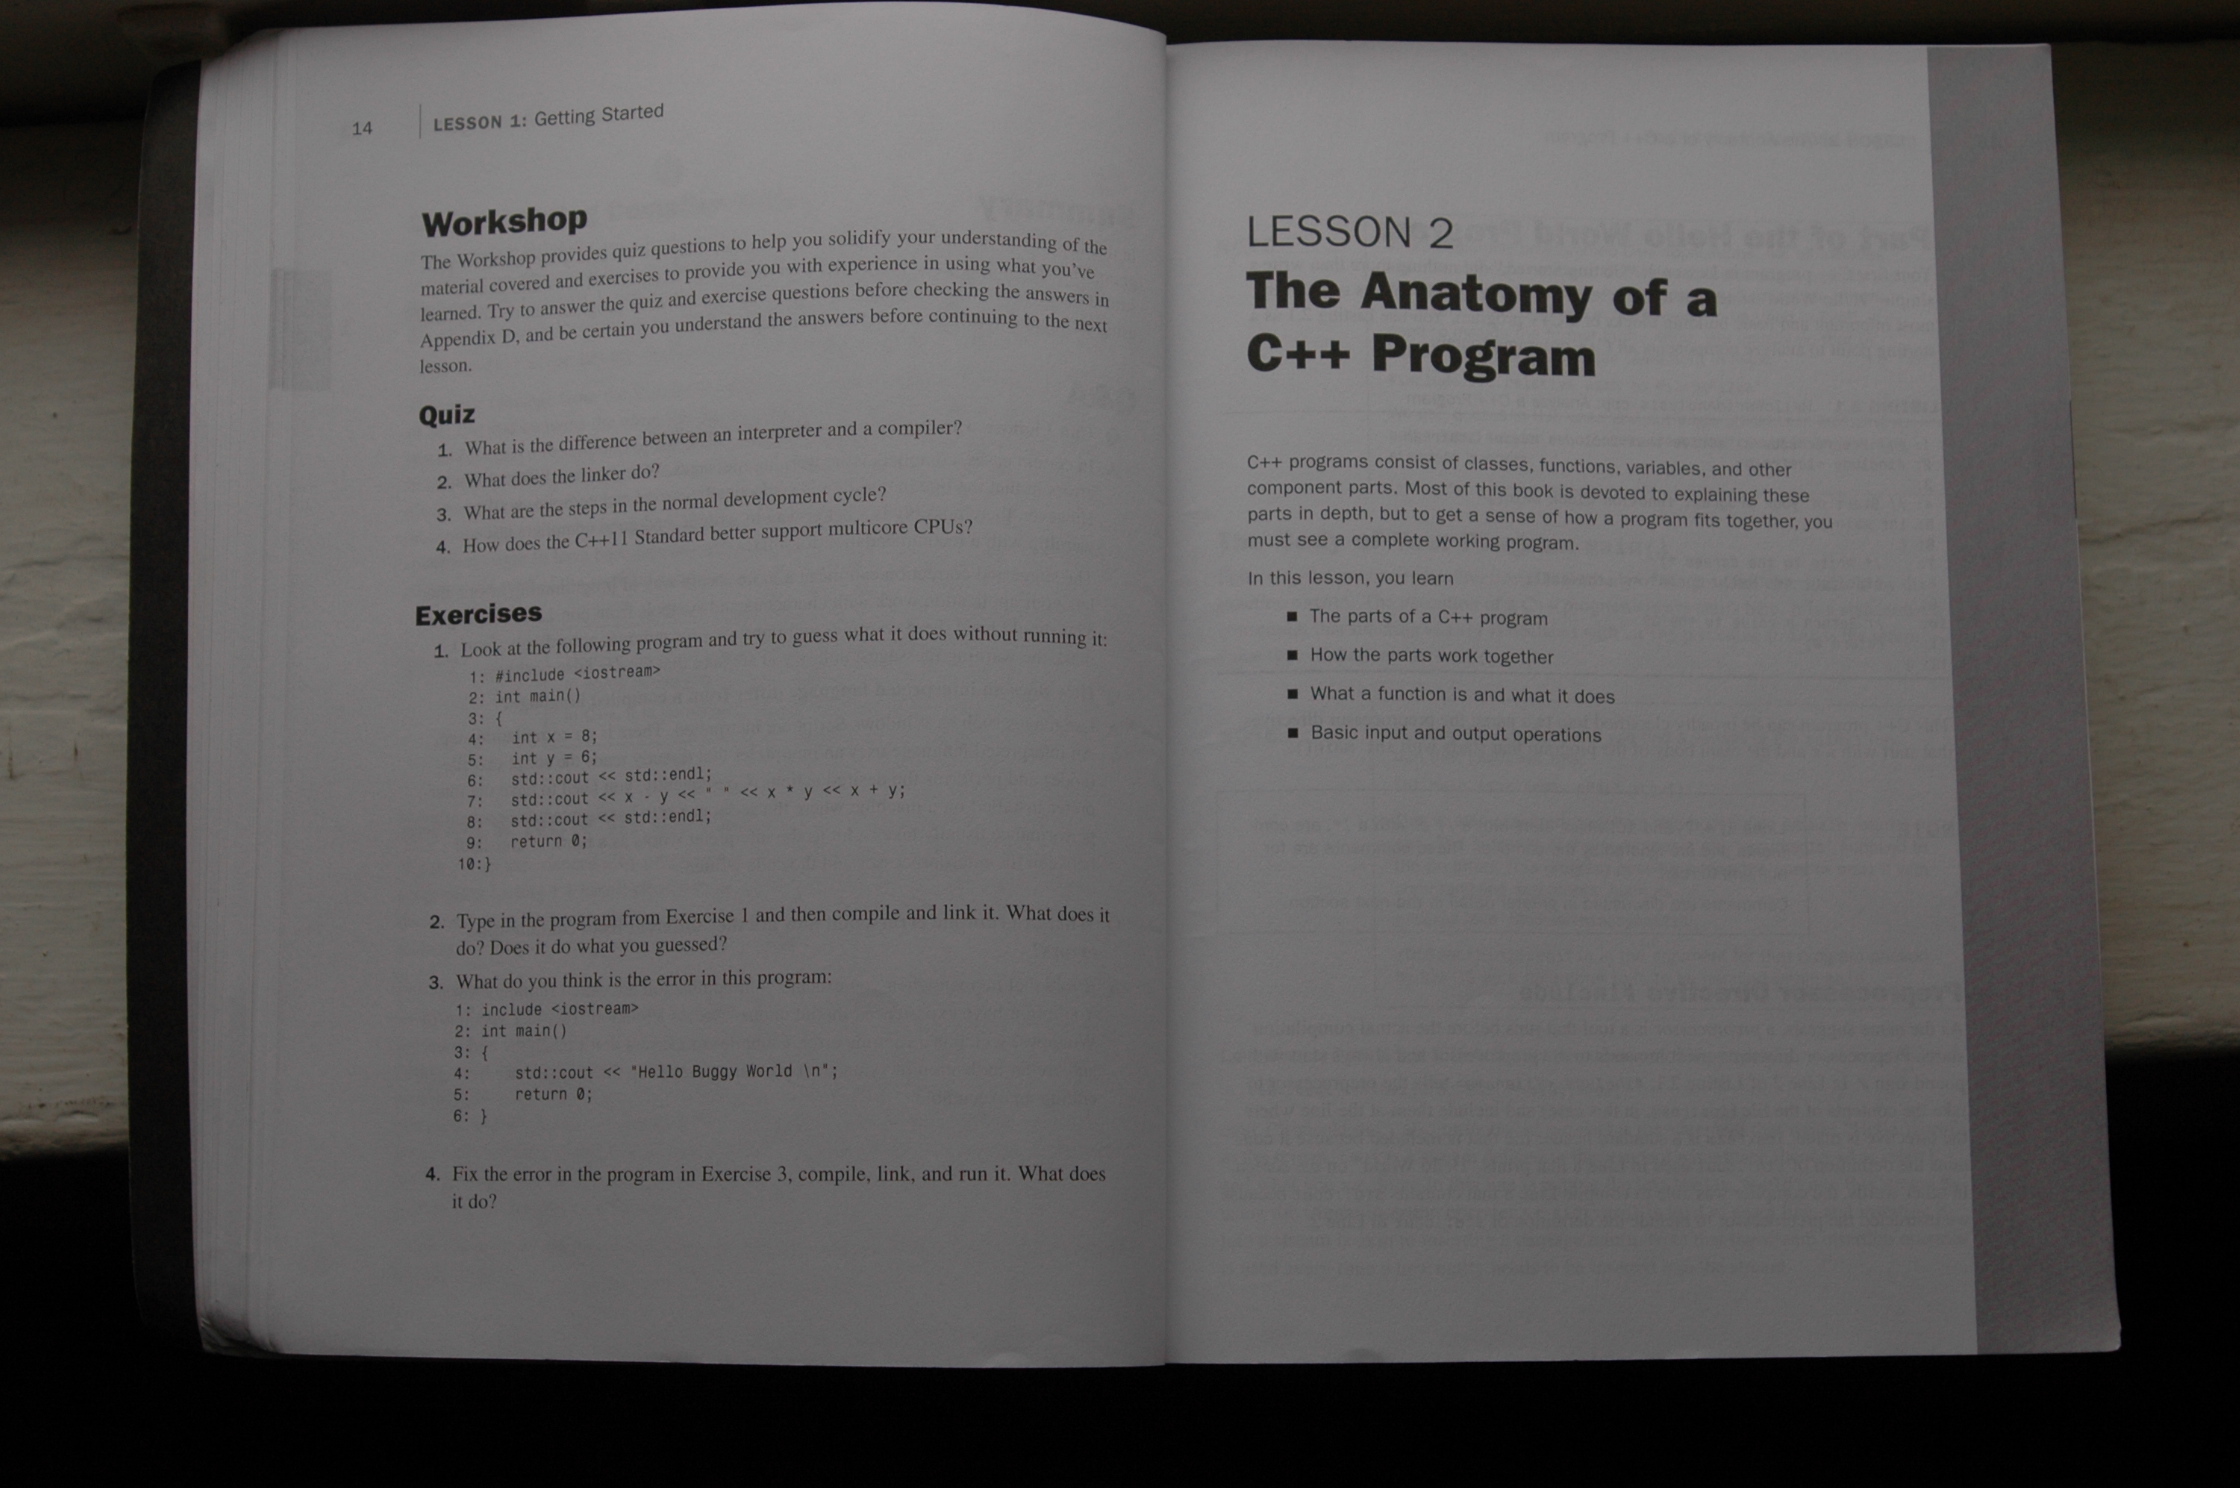 14
LESSON 1: Getting Started
Workshop
The Workshop provides quiz questions to help you solidify your understanding of the
material covered and exercises to provide you with experience in using what you've
learned. Try to answer the quiz and exercise questions before checking the answers in
Appendix D, and be certain you understand the answers before continuing to the next
lesson.
Quiz
1. What is the difference between an interpreter and a compiler?
2. What does the linker do?
3. What are the steps in the normal development cycle?
4. How does the C++11 Standard better support multicore CPUs?
Exercises
1. Look at the following program and try to guess what it does without running it:
1: #include <iostream>
2: int main()
3: {
4:   int x = 8;
5:   int y = 6;
6:   std::cout << std::endl;
7:   std::cout << x - y << " " << x * y << x + y;
8:   std::cout << std::endl;
9:   return 0;
10:}
2. Type in the program from Exercise 1 and then compile and link it. What does it
do? Does it do what you guessed?
3. What do you think is the error in this program:
1: include <iostream>
2: int main()
3: {
4:    std::cout << "Hello Buggy World \n";
5:    return 0;
6: }
4. Fix the error in the program in Exercise 3, compile, link, and run it. What does
it do?
LESSON 2
The Anatomy of a
C++ Program
C++ programs consist of classes, functions, variables, and other
component parts. Most of this book is devoted to explaining these
parts in depth, but to get a sense of how a program fits together, you
must see a complete working program.
In this lesson, you learn
■ The parts of a C++ program
■ How the parts work together
■ What a function is and what it does
■ Basic input and output operations